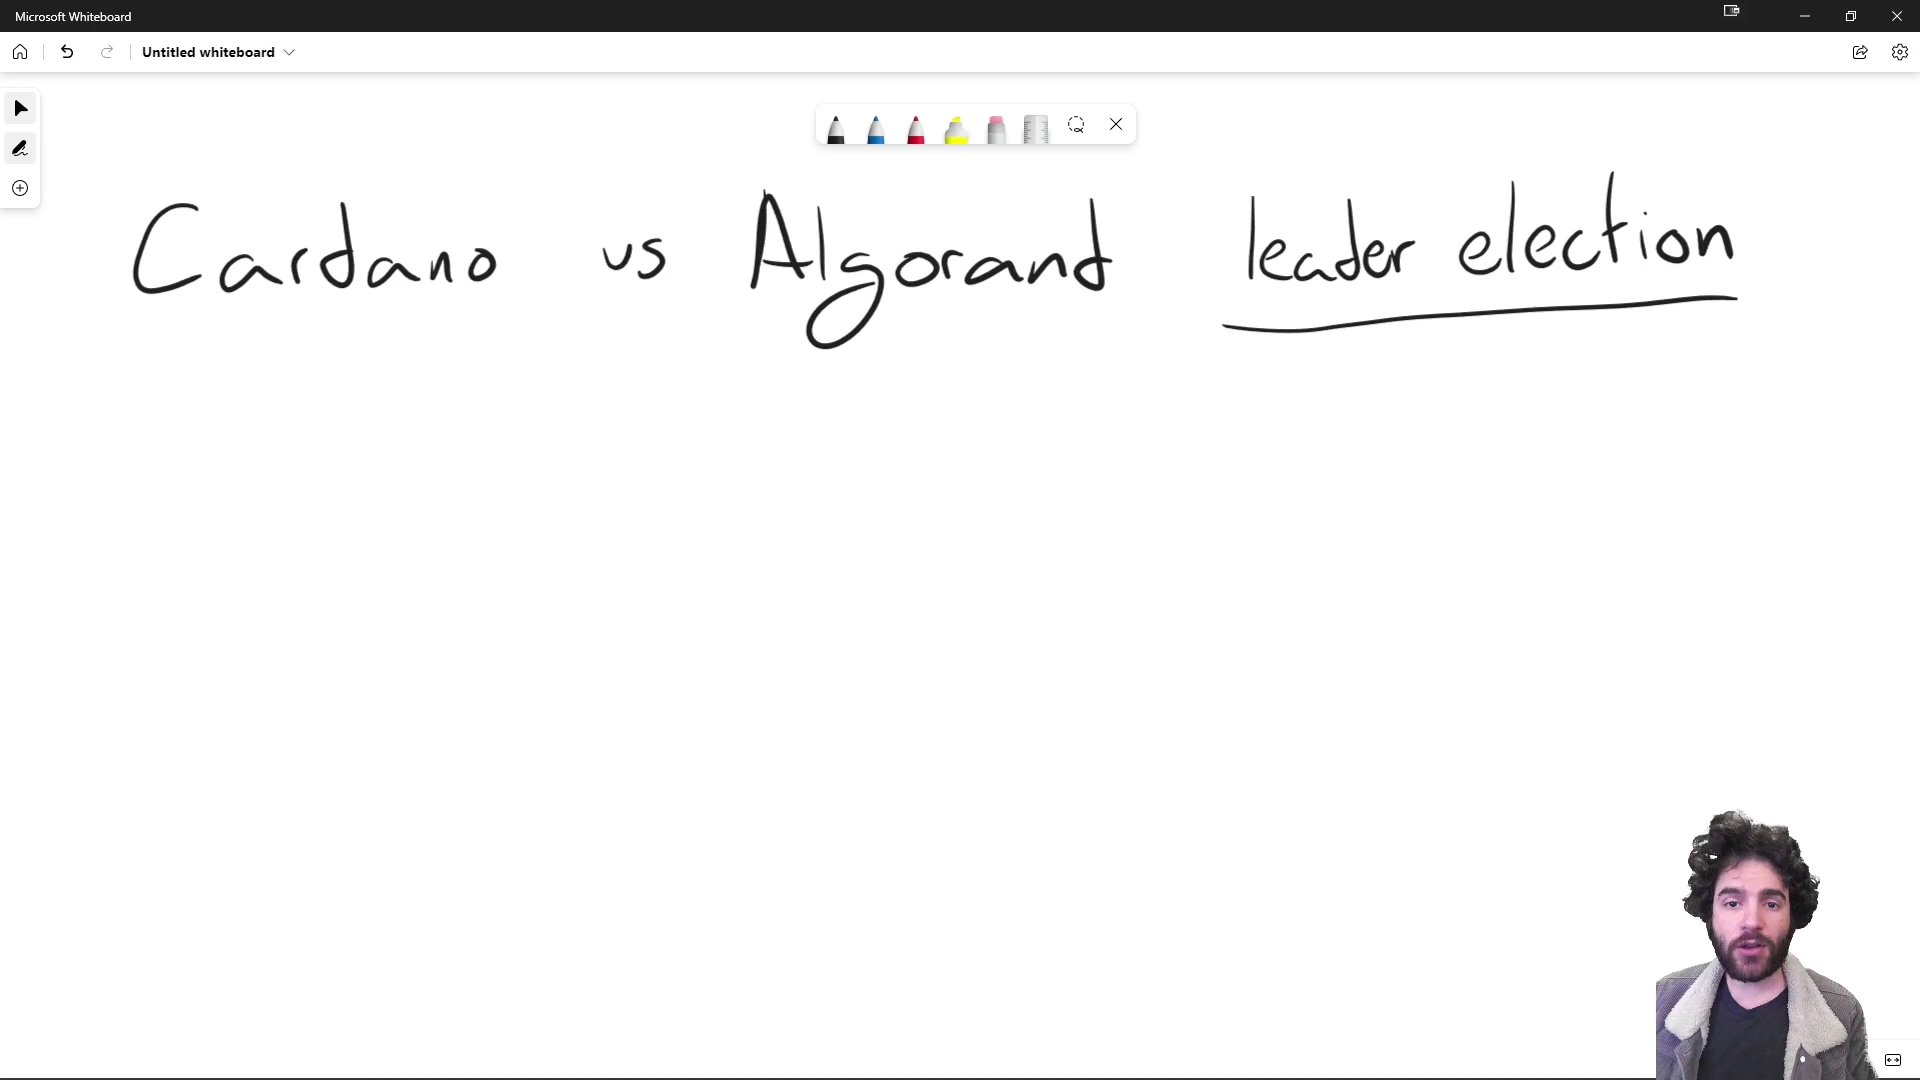 Microsoft Whiteboard
Untitled whiteboard
Cardano vs Algorand leader election